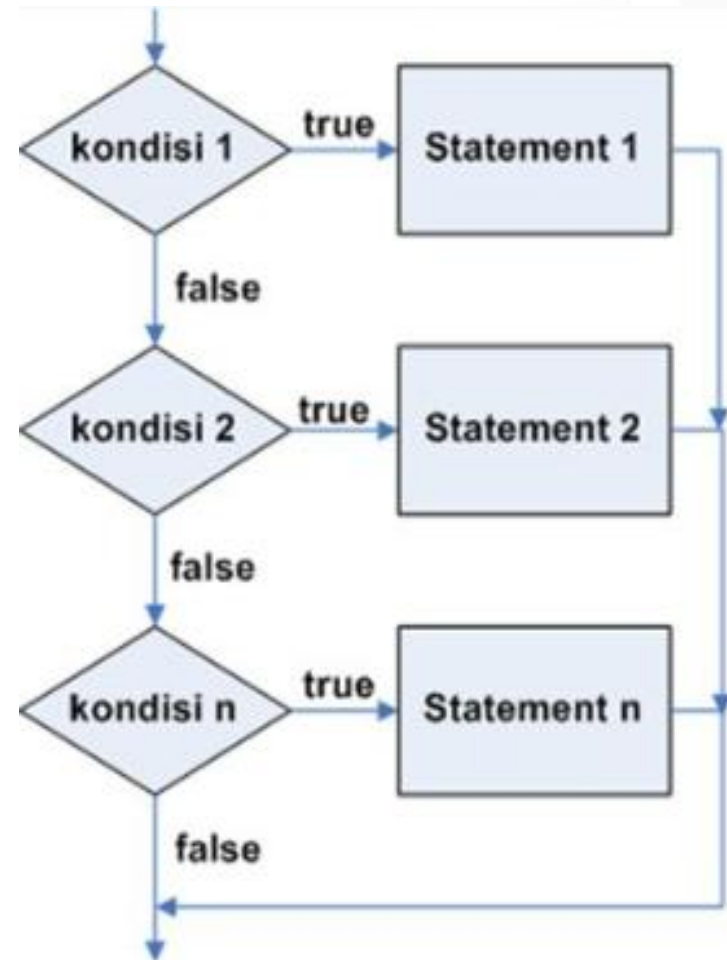 kondisi 1
true
Statement 1
false
kondisi 2
true
Statement 2
false
kondisi n
true
Statement n
false